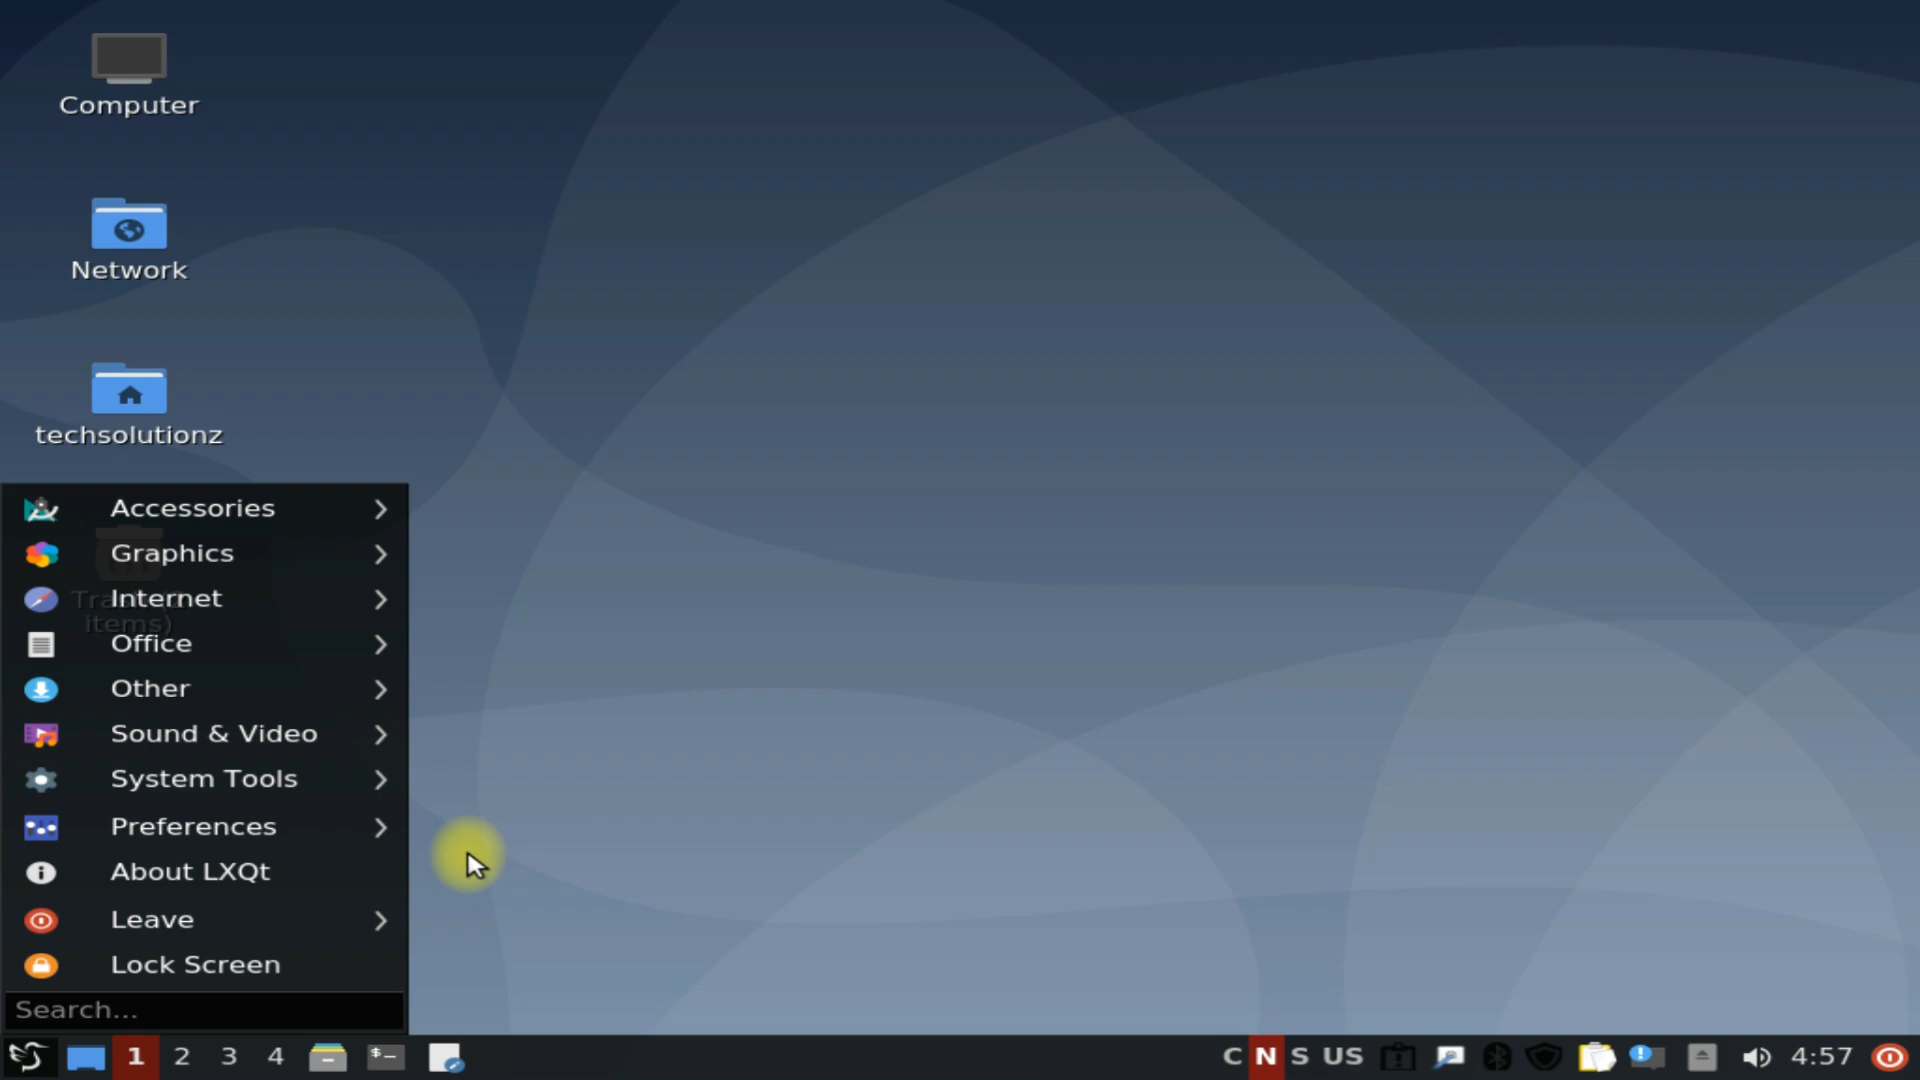 Computer
Network
techsolutionz
Accessories
Graphics
Internet
items)
Office
Other
Sound & Video
System Tools
Preferences
About LXQt
Leave
Lock Screen
Search...
1 2 3 4 $− C N S US 4:57